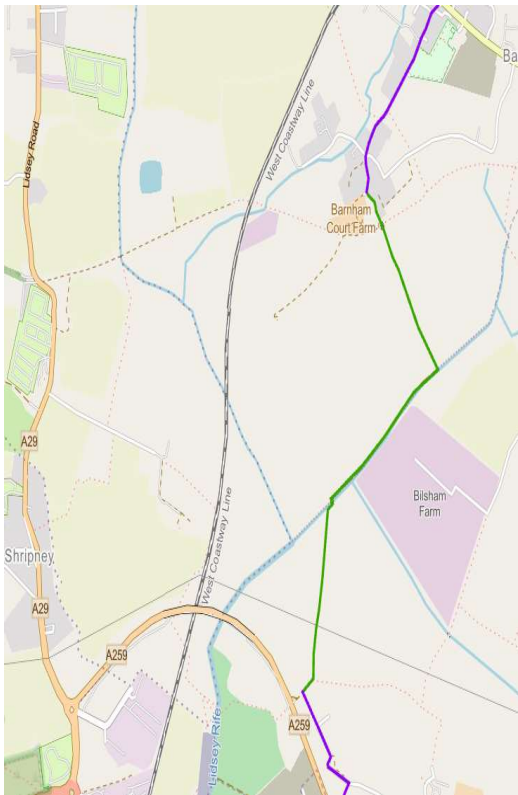 Ba
Lidsey Road
West Coastway Line
Barnham
Court Farm
A29
Bilsham
Farm
West Coastway Line
Shripney
A29
A259
A259
Lidsey Rife